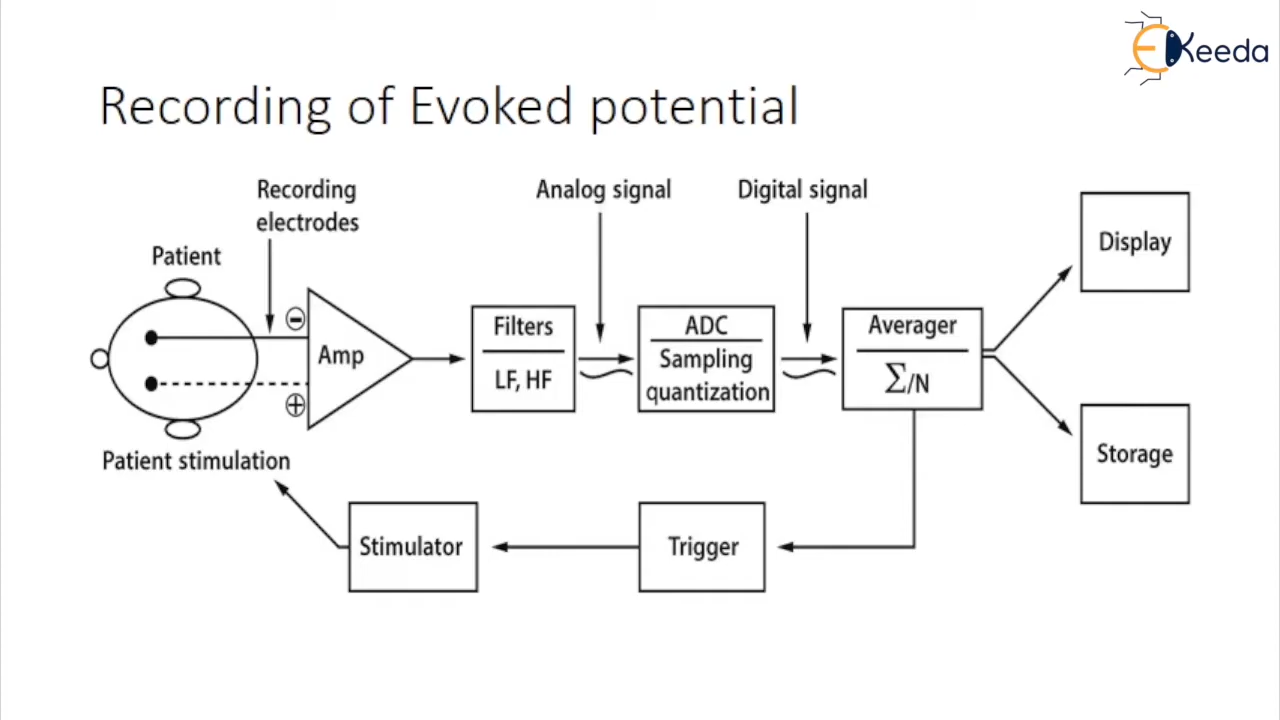 EKeeda
Recording of Evoked potential
Recording
electrodes
Analog signal
Digital signal
Patient
Display
−
Amp
+
Filters
LF, HF
ADC
Sampling
quantization
Averager
Σ/N
Patient stimulation
Storage
Stimulator
Trigger